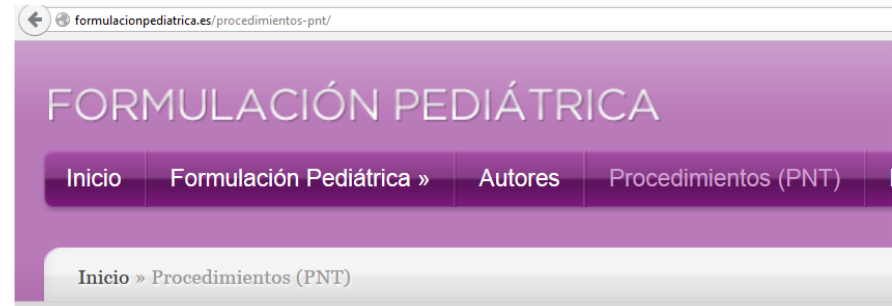 formulacionpediatrica.es/procedimientos-pnt/
FORMULACIÓN PEDIÁTRICA
Inicio Formulación Pediátrica » Autores Procedimientos (PNT)
Inicio » Procedimientos (PNT)